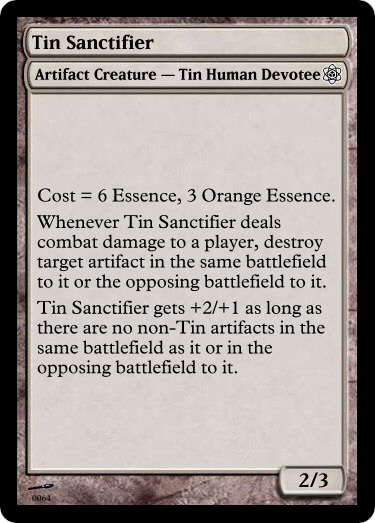 Tin Sanctifier
Artifact Creature — Tin Human Devotee
Cost = 6 Essence, 3 Orange Essence.
Whenever Tin Sanctifier deals
combat damage to a player, destroy
target artifact in the same battlefield
to it or the opposing battlefield to it.
Tin Sanctifier gets +2/+1 as long as
there are no non-Tin artifacts in the
same battlefield as it or in the
opposing battlefield to it.
2/3
0064